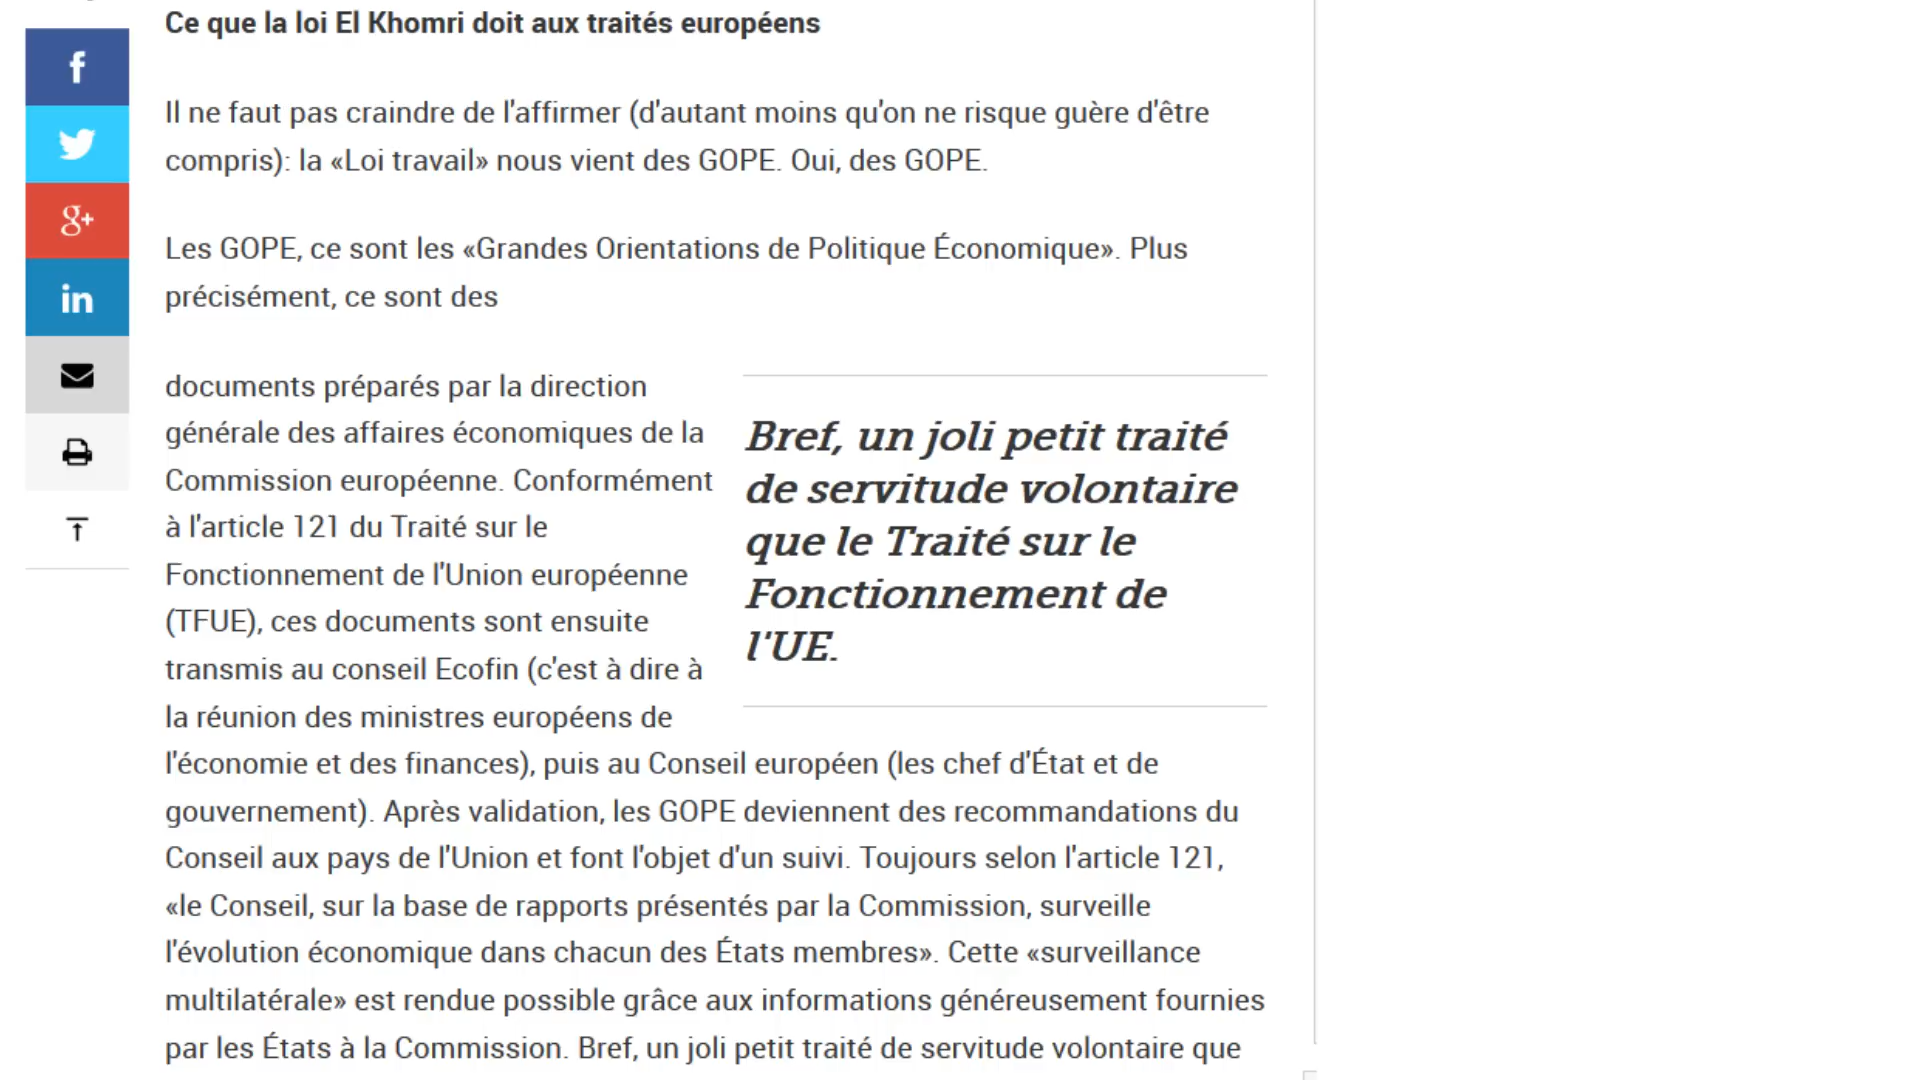 Ce que la loi El Khomri doit aux traités européens
Il ne faut pas craindre de l'affirmer (d'autant moins qu'on ne risque guère d'être
compris): la «Loi travail» nous vient des GOPE. Oui, des GOPE.
Les GOPE, ce sont les «Grandes Orientations de Politique Économique». Plus
précisément, ce sont des
documents préparés par la direction
générale des affaires économiques de la
Commission européenne. Conformément
à l'article 121 du Traité sur le
Fonctionnement de l'Union européenne
(TFUE), ces documents sont ensuite
transmis au conseil Ecofin (c'est à dire à
la réunion des ministres européens de
l'économie et des finances), puis au Conseil européen (les chef d'État et de
gouvernement). Après validation, les GOPE deviennent des recommandations du
Conseil aux pays de l'Union et font l'objet d'un suivi. Toujours selon l'article 121,
«le Conseil, sur la base de rapports présentés par la Commission, surveille
l'évolution économique dans chacun des États membres». Cette «surveillance
multilatérale» est rendue possible grâce aux informations généreusement fournies
par les États à la Commission. Bref, un joli petit traité de servitude volontaire que
Bref, un joli petit traité
de servitude volontaire
que le Traité sur le
Fonctionnement de
l'UE.
f
g+
in